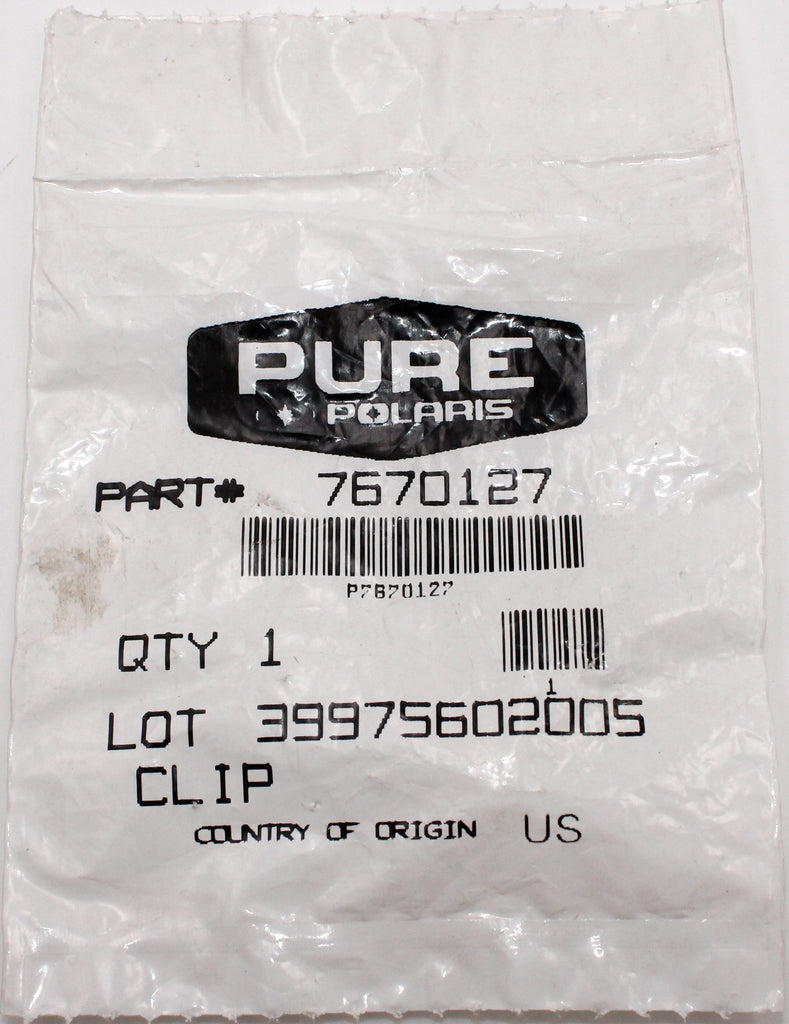 PURE
POLARIS
PART# 7670127
P7670127
QTY 1
1
LOT 39975602005
CLIP
COUNTRY OF ORIGIN US